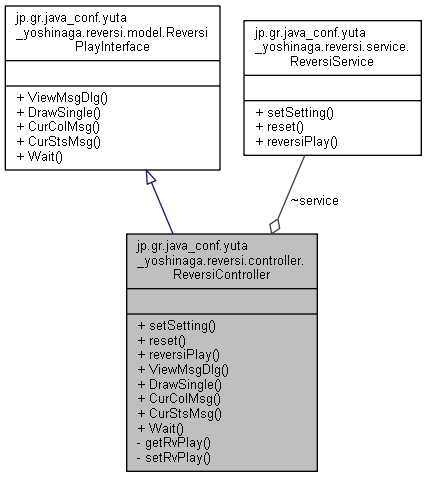 jp.gr.java_conf.yuta
_yoshinaga.reversi.model.Reversi
PlayInterface
+ ViewMsgDlg()
+ DrawSingle()
+ CurColMsg()
+ CurStsMsg()
+ Wait()
jp.gr.java_conf.yuta
_yoshinaga.reversi.service.
ReversiService
+ setSetting()
+ reset()
+ reversiPlay()
~service
jp.gr.java_conf.yuta
_yoshinaga.reversi.controller.
ReversiController
+ setSetting()
+ reset()
+ reversiPlay()
+ ViewMsgDlg()
+ DrawSingle()
+ CurColMsg()
+ CurStsMsg()
+ Wait()
- getRvPlay()
- setRvPlay()